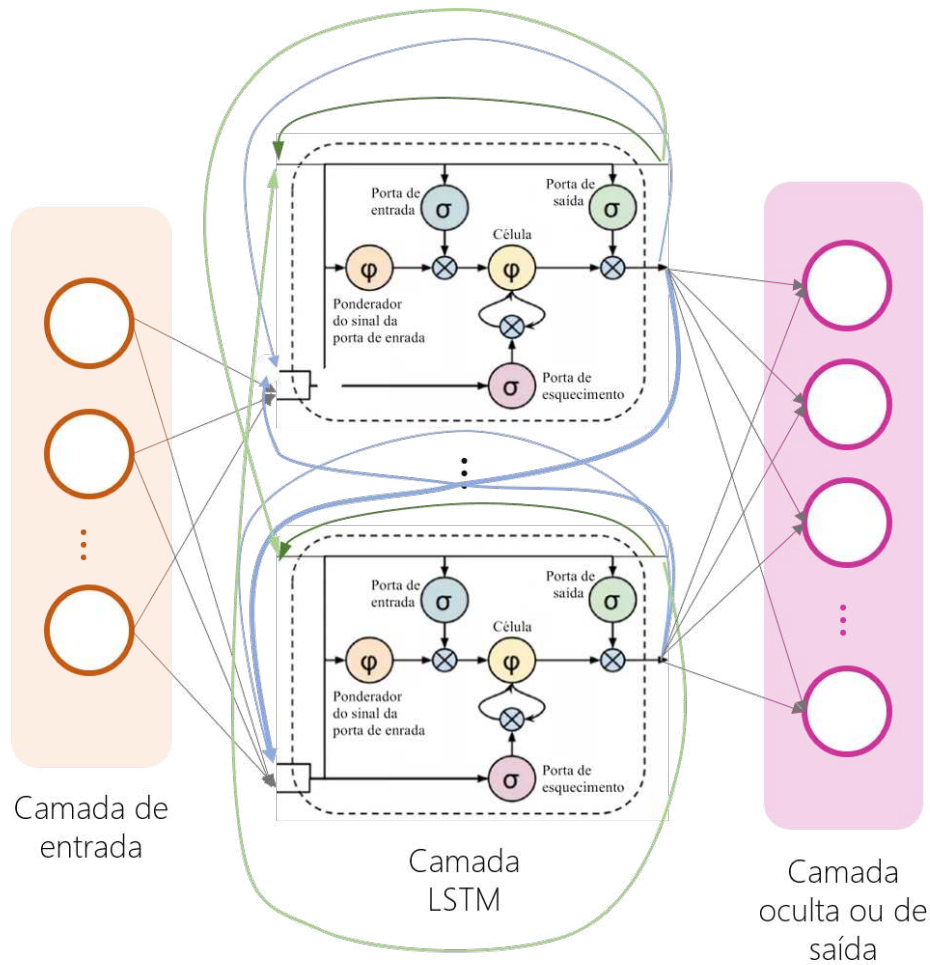 Porta de
entrada
σ
Porta de
saída
σ
Célula
φ
φ
Ponderador
do sinal da
porta de enrada
σ
Porta de
esquecimento
Porta de
entrada
σ
Porta de
saída
σ
Célula
φ
φ
Ponderador
do sinal da
porta de enrada
σ
Porta de
esquecimento
Camada de
entrada
Camada
LSTM
Camada
oculta ou de
saída